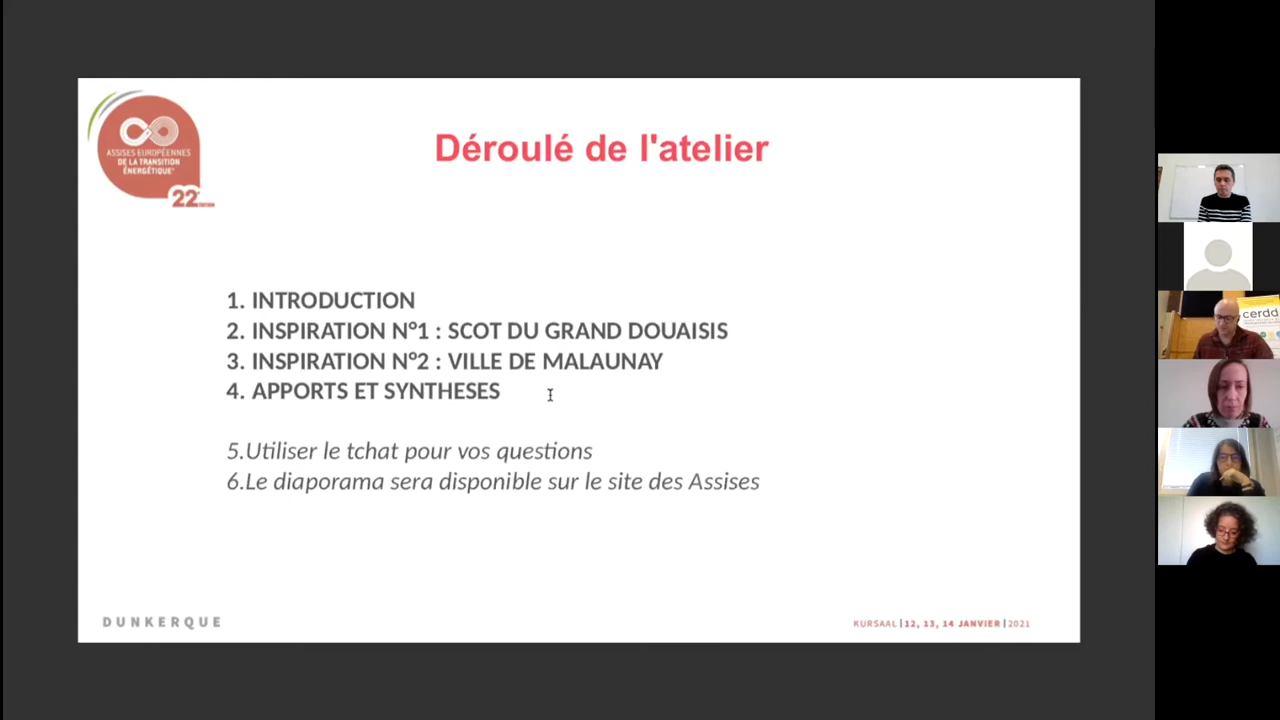 ASSISES EUROPÉENNES
DE LA TRANSITION
ÉNERGÉTIQUE
22e
Déroulé de l'atelier
1. INTRODUCTION
2. INSPIRATION N°1 : SCOT DU GRAND DOUAISIS
3. INSPIRATION N°2 : VILLE DE MALAUNAY
4. APPORTS ET SYNTHESES
5.Utiliser le tchat pour vos questions
6.Le diaporama sera disponible sur le site des Assises
DUNKERQUE
KURSAAL | 12, 13, 14 JANVIER | 2021
cerdd